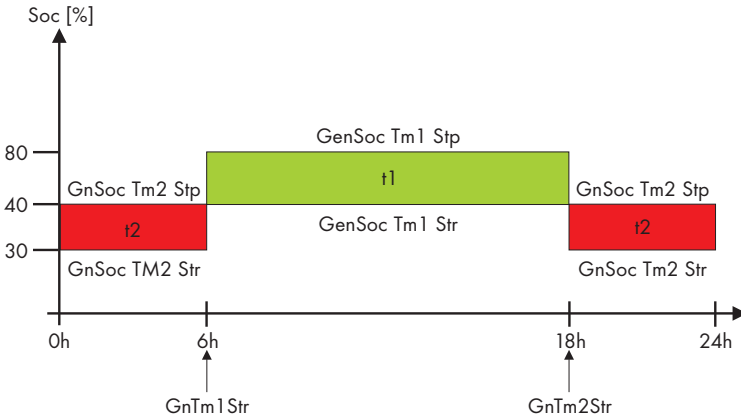 Soc [%]
GenSoc Tm1 Stp
80
t1
GnSoc Tm2 Stp
GnSoc Tm2 Stp
40
t2
GenSoc Tm1 Str
t2
30
GnSoc TM2 Str
GnSoc Tm2 Str
0h
6h
18h
24h
GnTm1Str
GnTm2Str